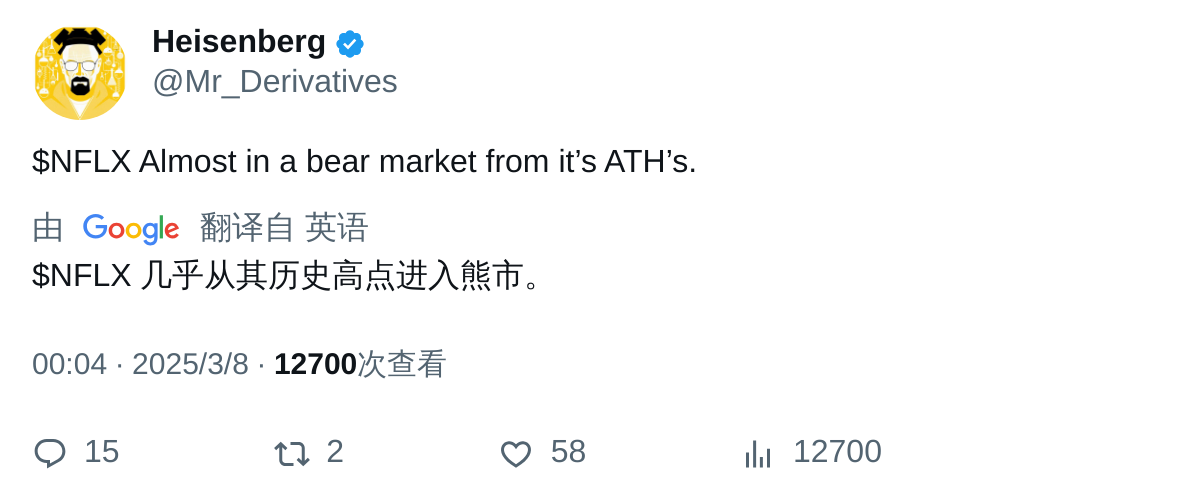 Heisenberg
@Mr_Derivatives
$NFLX Almost in a bear market from it’s ATH’s.
由 Google 翻译自 英语
$NFLX 几乎从其历史高点进入熊市。
00:04 · 2025/3/8 · 12700次查看
15 2 58 12700